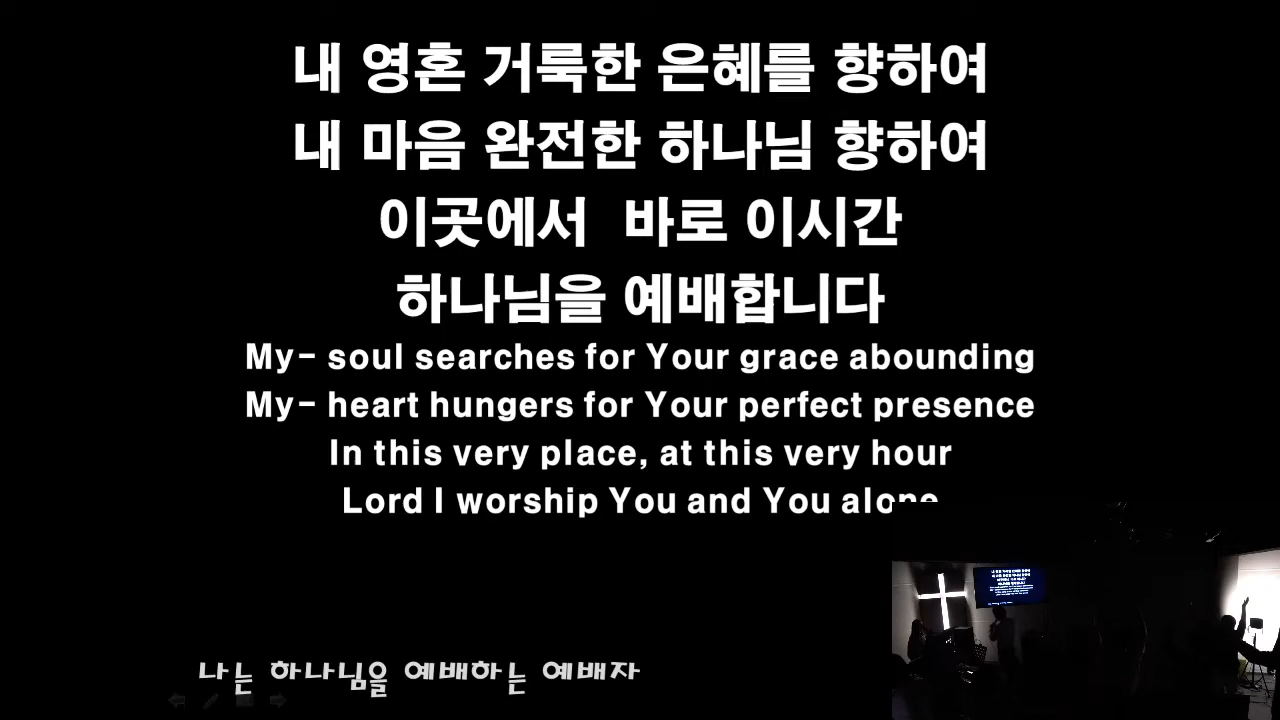 내 영혼 거룩한 은혜를 향하여
내 마음 완전한 하나님 향하여
이곳에서 바로 이시간
하나님을 예배합니다
My- soul searches for Your grace abounding
My- heart hungers for Your perfect presence
In this very place, at this very hour
Lord I worship You and You alone
나는 하나님을 예배하는 예배자